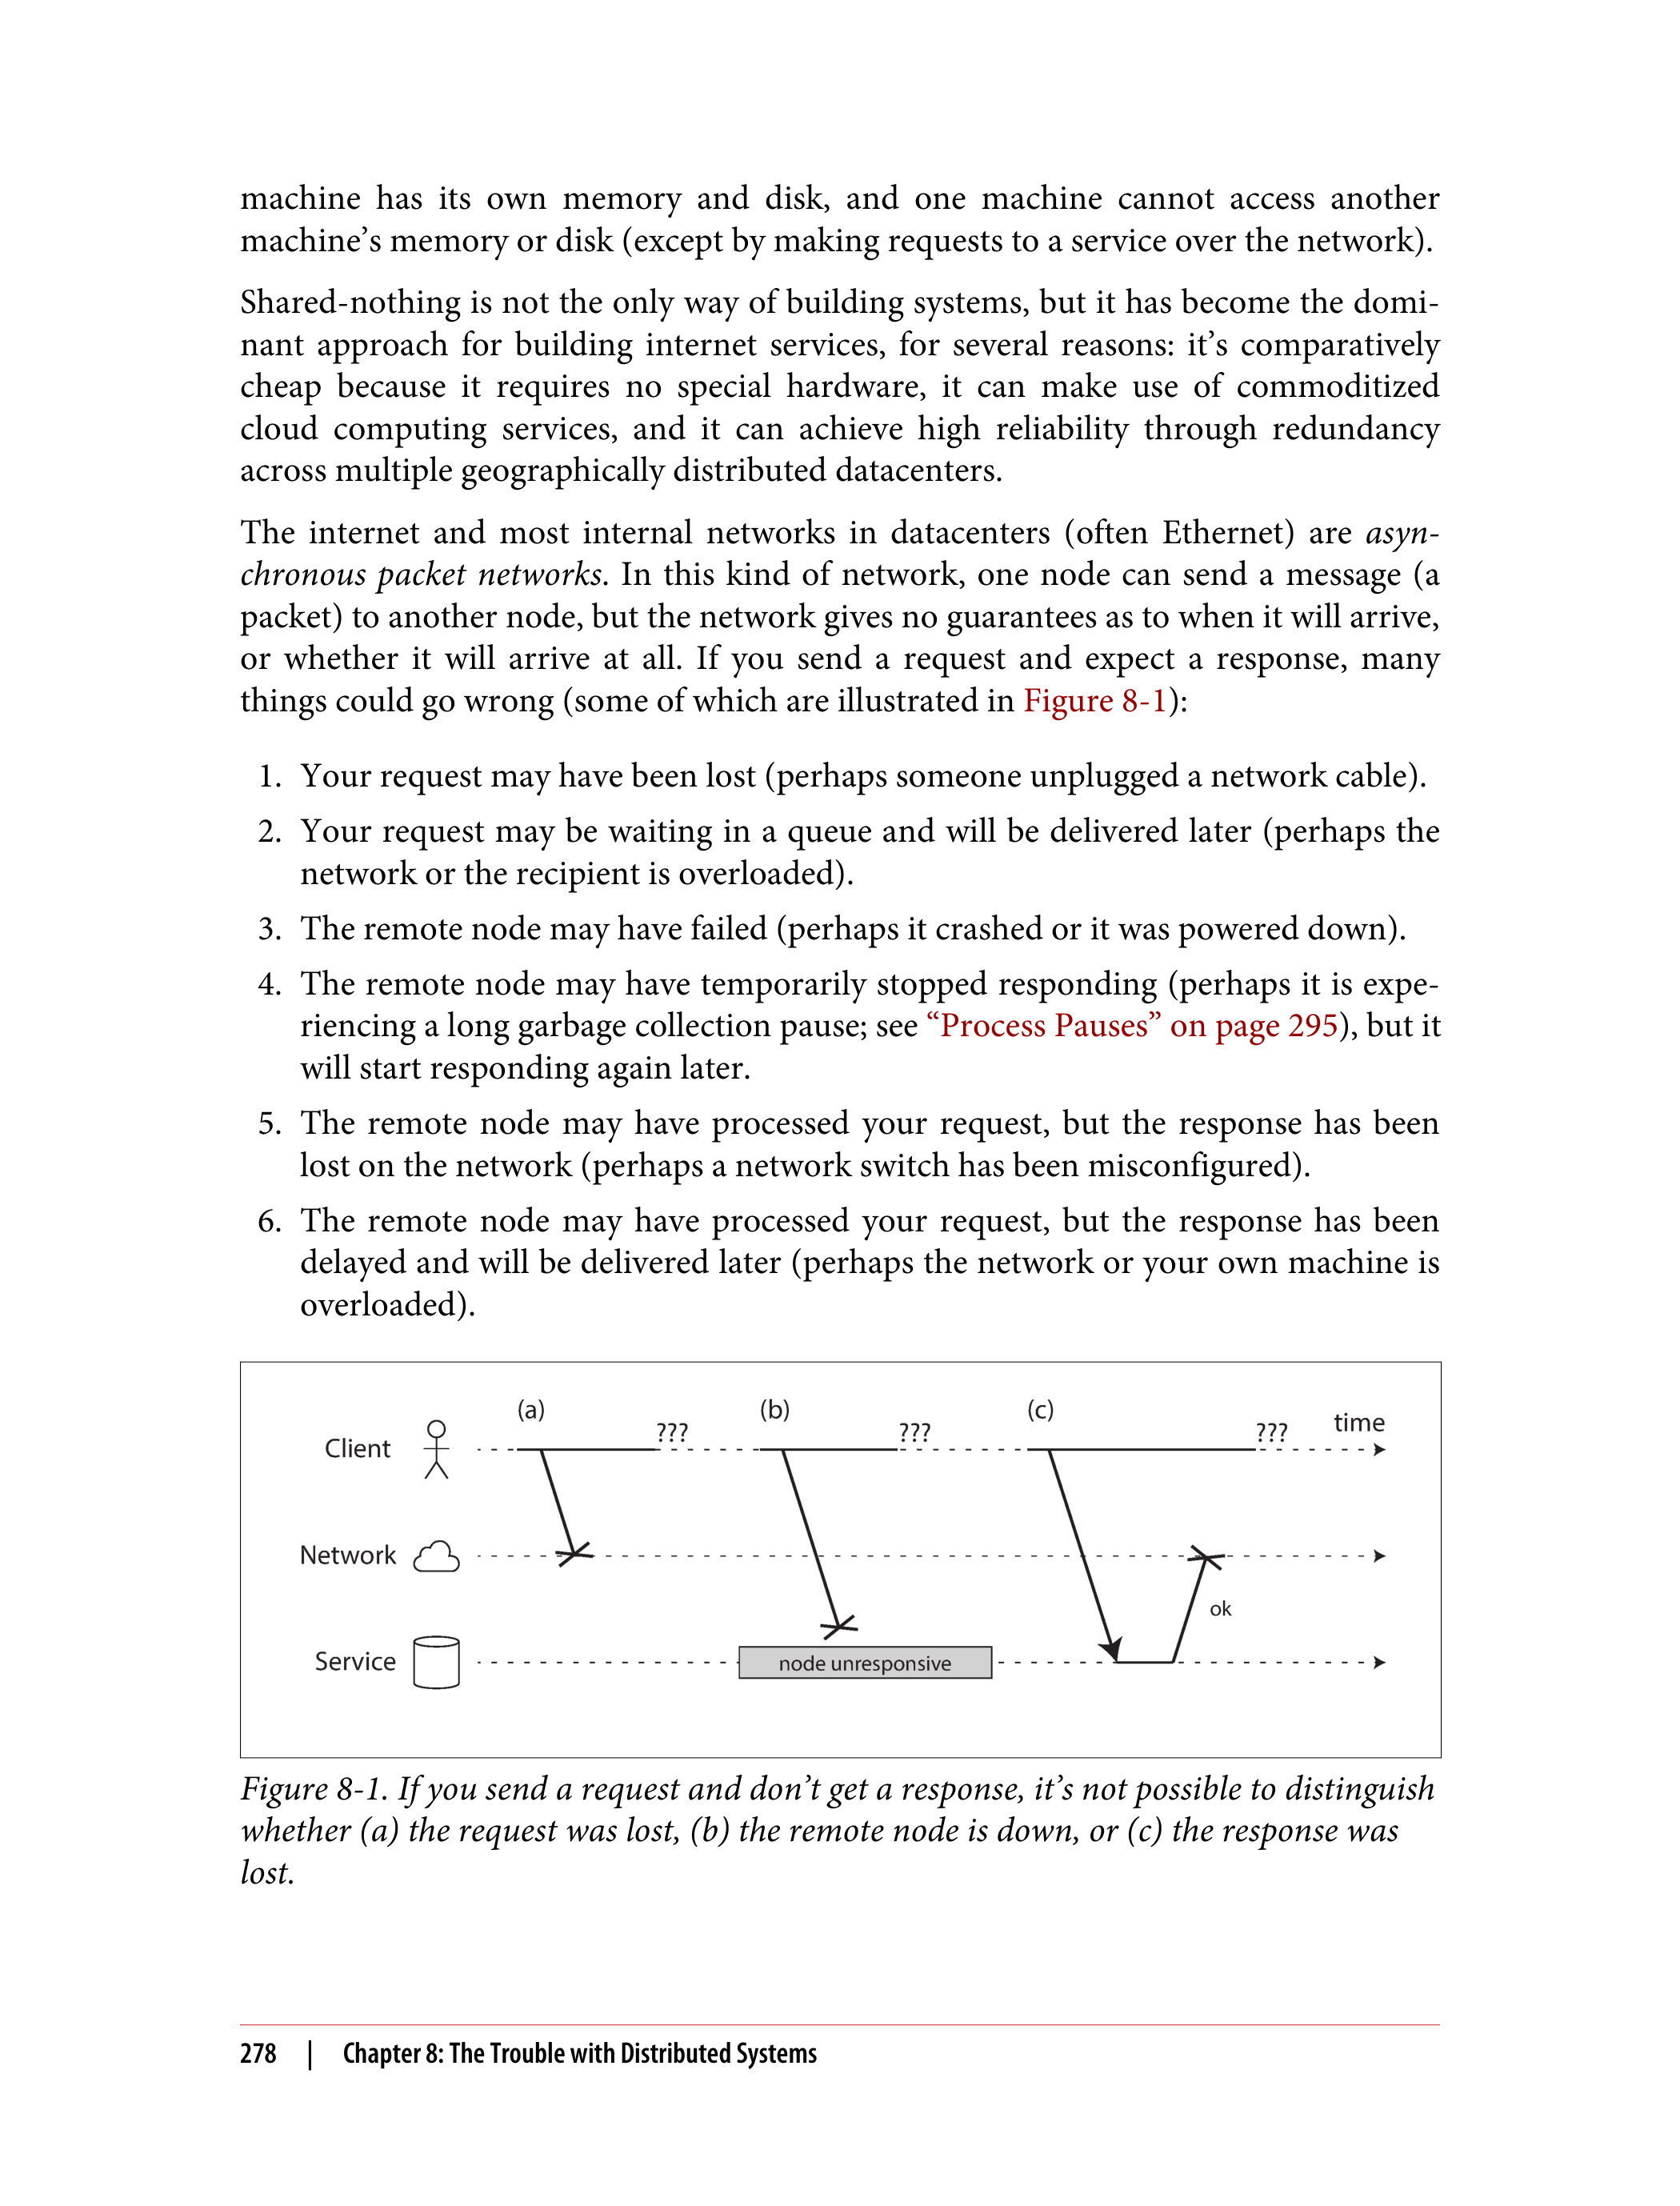 machine has its own memory and disk, and one machine cannot access another
machine’s memory or disk (except by making requests to a service over the network).
Shared-nothing is not the only way of building systems, but it has become the domi-
nant approach for building internet services, for several reasons: it’s comparatively
cheap because it requires no special hardware, it can make use of commoditized
cloud computing services, and it can achieve high reliability through redundancy
across multiple geographically distributed datacenters.
The internet and most internal networks in datacenters (often Ethernet) are asyn-
chronous packet networks. In this kind of network, one node can send a message (a
packet) to another node, but the network gives no guarantees as to when it will arrive,
or whether it will arrive at all. If you send a request and expect a response, many
things could go wrong (some of which are illustrated in Figure 8-1):
1. Your request may have been lost (perhaps someone unplugged a network cable).
2. Your request may be waiting in a queue and will be delivered later (perhaps the
network or the recipient is overloaded).
3. The remote node may have failed (perhaps it crashed or it was powered down).
4. The remote node may have temporarily stopped responding (perhaps it is expe-
riencing a long garbage collection pause; see “Process Pauses” on page 295), but it
will start responding again later.
5. The remote node may have processed your request, but the response has been
lost on the network (perhaps a network switch has been misconfigured).
6. The remote node may have processed your request, but the response has been
delayed and will be delivered later (perhaps the network or your own machine is
overloaded).
(a) (b) (c)
??? ??? ??? time
Client
Network
ok
Service node unresponsive
Figure 8-1. If you send a request and don’t get a response, it’s not possible to distinguish
whether (a) the request was lost, (b) the remote node is down, or (c) the response was
lost.
278 | Chapter 8: The Trouble with Distributed Systems